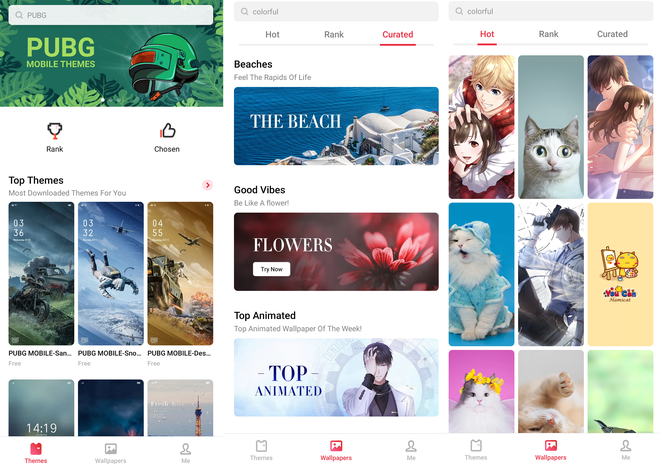 PUBG
PUBG
MOBILE THEMES
Rank
Chosen
Top Themes
Most Downloaded Themes For You
03
36
03
32
04
55
PUBG MOBILE-San...
PUBG MOBILE-Sno...
PUBG MOBILE-Des...
Free
Free
Free
14:19
Themes
Wallpapers
Me
colorful
Hot
Rank
Curated
Beaches
Feel The Rapids Of Life
THE BEACH
Good Vibes
Be Like A flower!
FLOWERS
Try Now
Top Animated
Top Animated Wallpaper Of The Week!
TOP
ANIMATED
Themes
Wallpapers
Me
colorful
Hot
Rank
Curated
You Can
Momicat
Themes
Wallpapers
Me